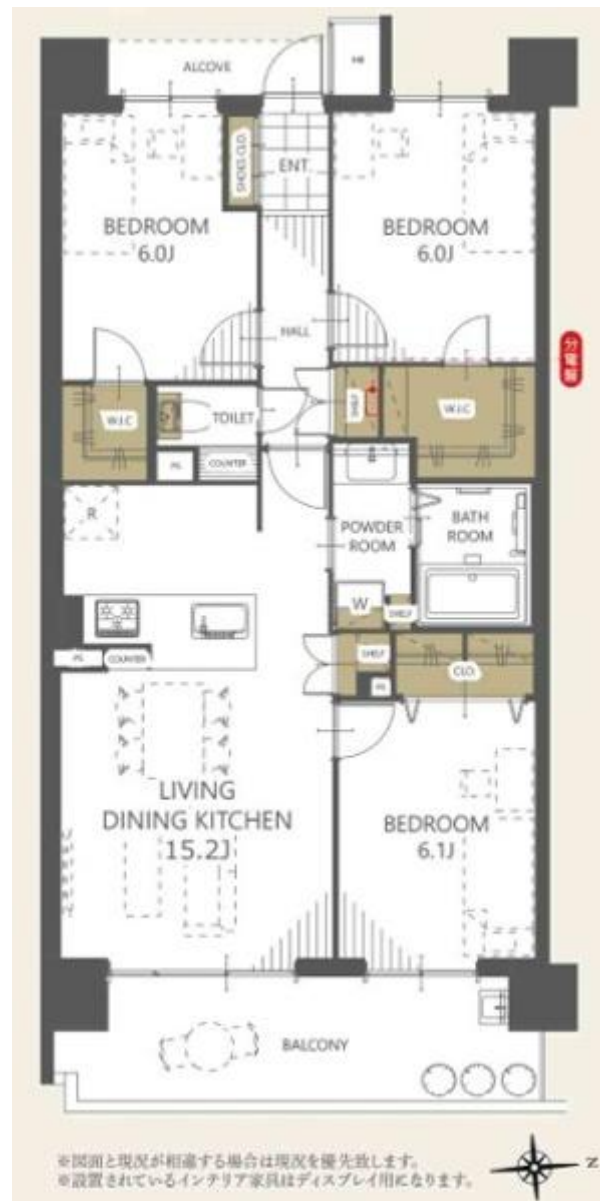 ALCOVE
MB
SHOES CLO.
ENT.
BEDROOM
6.0J
BEDROOM
6.0J
分電盤
HALL
W.I.C
TOILET
SHELF
W.I.C
PS
COUNTER
R
POWDER
ROOM
BATH
ROOM
W
SHELF
PS
COUNTER
SHELF
CLO.
PS
LIVING
DINING KITCHEN
15.2J
BEDROOM
6.1J
BALCONY
※図面と現況が相違する場合は現況を優先致します。
※設置されているインテリア家具はディスプレイ用になります。
N